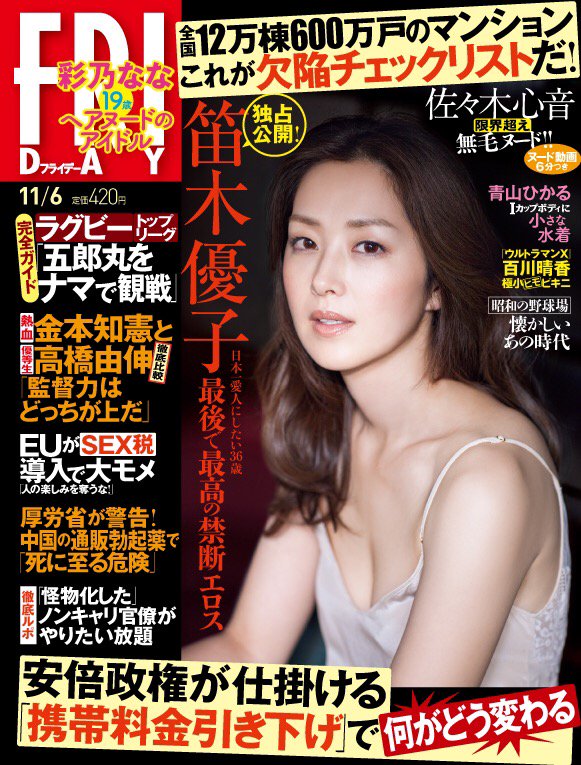 FRIDAY
フライデー
彩乃なな
19歳
ヘアヌードの
アイドル
11/6 定価420円
全国12万棟600万戸のマンション
これが欠陥チェックリストだ!
独占
公開!
笛木優子
日本一愛人にしたい36歳
最後で最高の禁断エロス
佐々木心音
限界超え
無毛ヌード!!
ヌード動画
6分つき
青山ひかる
Iカップボディに
小さな
水着
「ウルトラマンX」
百川晴香
極小ヒモビキニ
昭和の野球場
懐かしい
あの時代
完全ガイド
ラグビートップリーグ
「五郎丸を
ナマで観戦」
熱血
金本知憲と
優等生
高橋由伸
徹底比較
「監督力は
どっちが上だ」
EUがSEX税
導入で大モメ
「人の楽しみを奪うな!」
厚労省が警告!
中国の通販勃起薬で
「死に至る危険」
徹底ルポ
「怪物化した」
ノンキャリ官僚が
やりたい放題
安倍政権が仕掛ける
「携帯料金引き下げ」で何がどう変わる